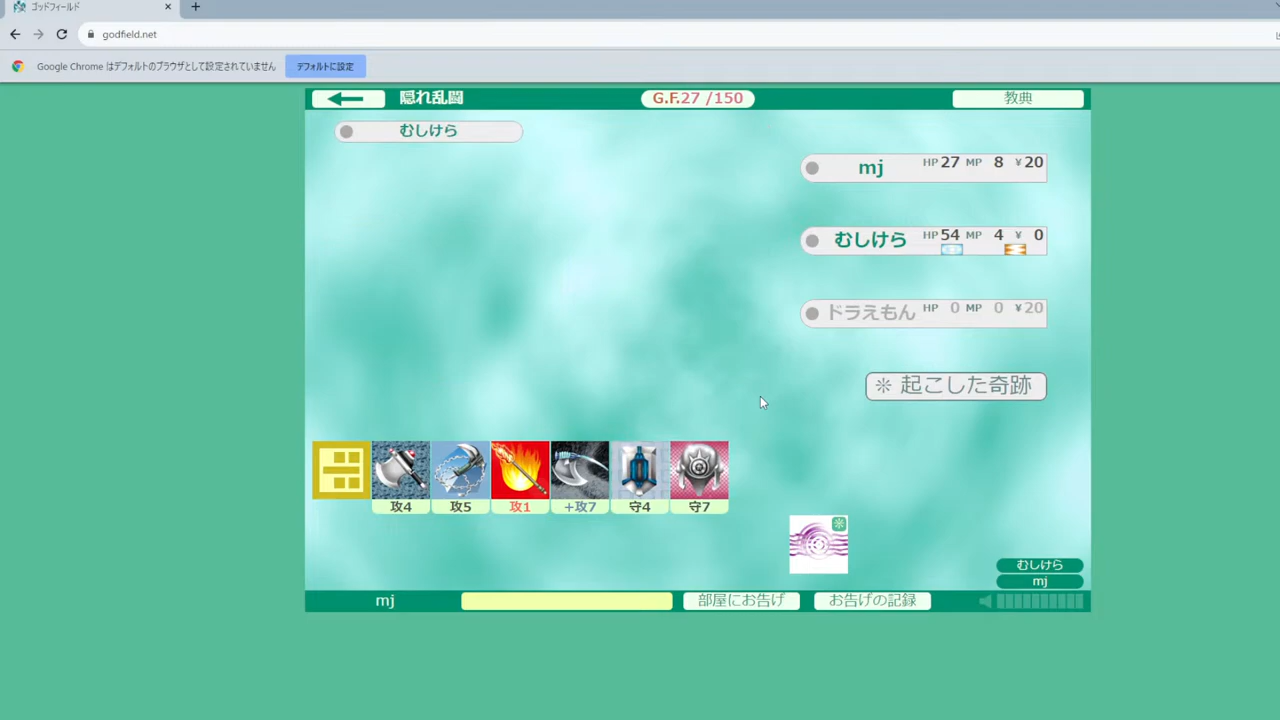 ゴッドフィールド
godfield.net
Google Chrome はデフォルトのブラウザとして設定されていません
デフォルトに設定
隠れ乱闘
G.F.27 /150
教典
むしけら
mj HP 27 MP 8 ¥ 20
むしけら HP 54 MP 4 ¥ 0
ドラえもん HP 0 MP 0 ¥ 20
※ 起こした奇跡
攻4 攻5 攻1 +攻7 守4 守7
むしけら
mj
mj
部屋にお告げ
お告げの記録